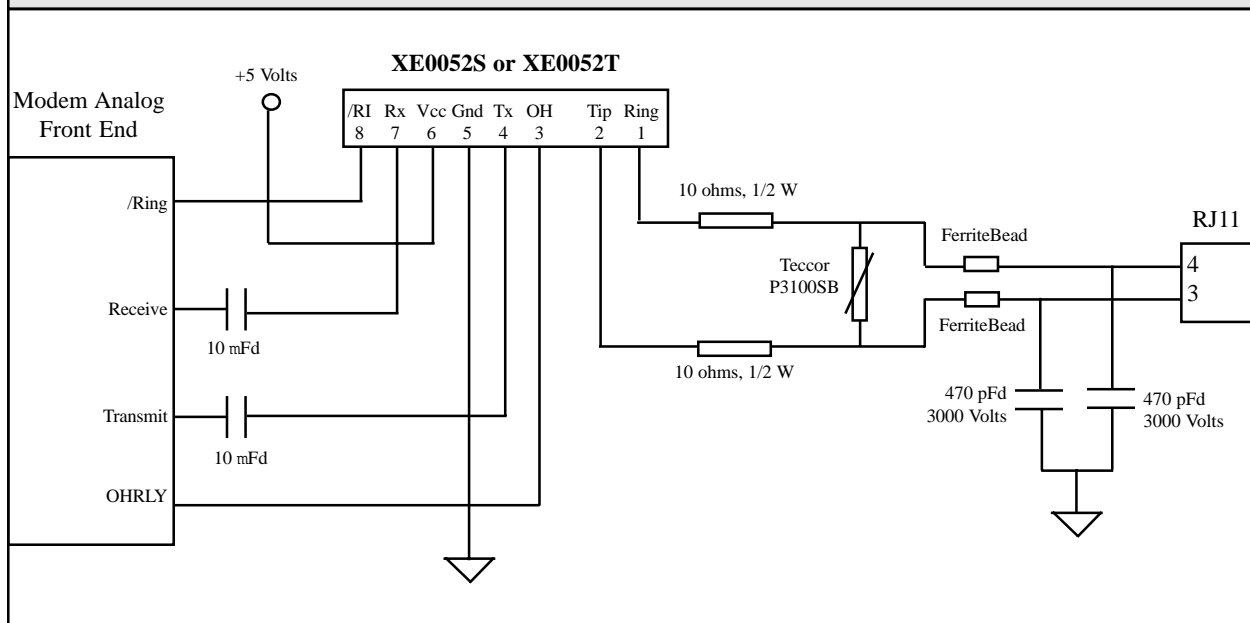 XE0052S or XE0052T
+5 Volts
Modem Analog
Front End
/RI Rx Vcc Gnd Tx OH Tip Ring
8 7 6 5 4 3 2 1
/Ring
10 ohms, 1/2 W
RJ11
FerriteBead
Teccor
P3100SB
4
3
Receive
FerriteBead
10 mFd
10 ohms, 1/2 W
470 pFd
3000 Volts
470 pFd
3000 Volts
Transmit
10 mFd
OHRLY